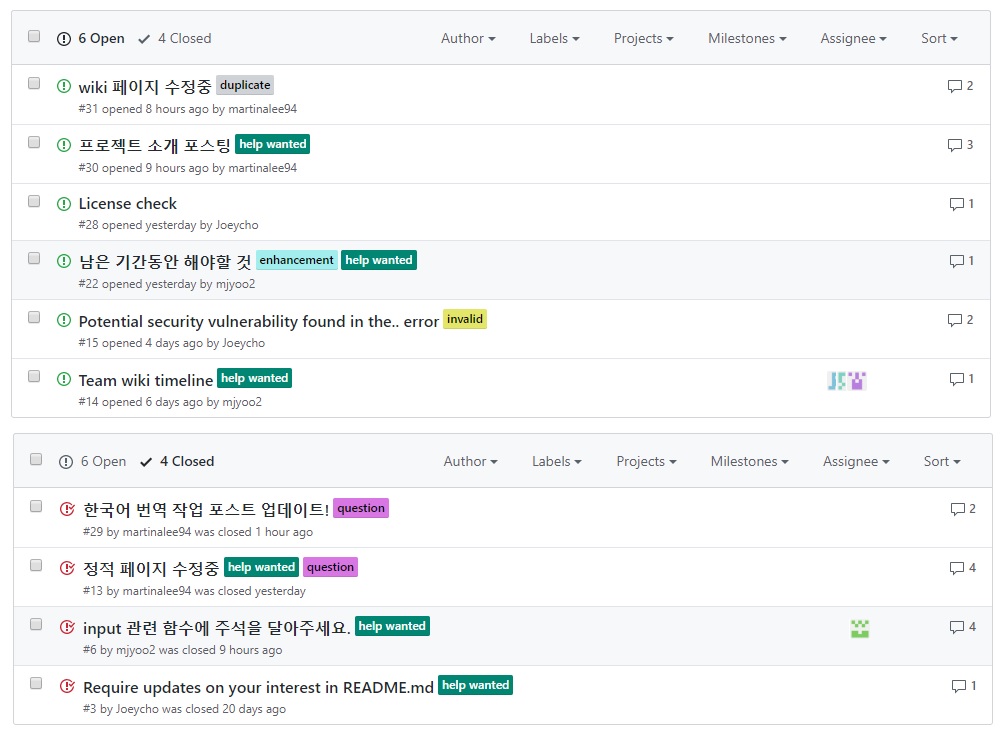 6 Open 4 Closed Author Labels Projects Milestones Assignee Sort
wiki 페이지 수정중 duplicate 2
#31 opened 8 hours ago by martinalee94
프로젝트 소개 포스팅 help wanted 3
#30 opened 9 hours ago by martinalee94
License check 1
#28 opened yesterday by Joeycho
남은 기간동안 해야할 것 enhancement help wanted 1
#22 opened yesterday by mjyoo2
Potential security vulnerability found in the.. error invalid 2
#15 opened 4 days ago by Joeycho
Team wiki timeline help wanted 1
#14 opened 6 days ago by mjyoo2
6 Open 4 Closed Author Labels Projects Milestones Assignee Sort
한국어 번역 작업 포스트 업데이트! question 2
#29 by martinalee94 was closed 1 hour ago
정적 페이지 수정중 help wanted question 4
#13 by martinalee94 was closed yesterday
input 관련 함수에 주석을 달아주세요. help wanted 4
#6 by mjyoo2 was closed 9 hours ago
Require updates on your interest in README.md help wanted 1
#3 by Joeycho was closed 20 days ago